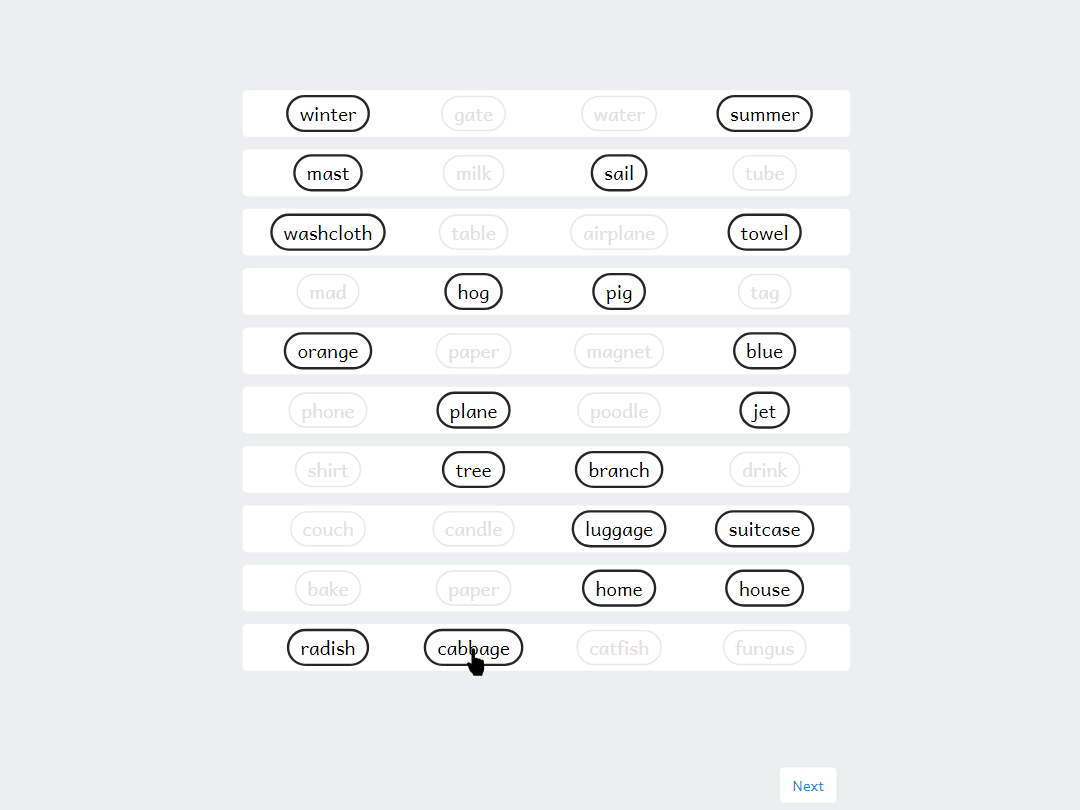 winter gate water summer
mast milk sail tube
washcloth table airplane towel
mad hog pig tag
orange paper magnet blue
phone plane poodle jet
shirt tree branch drink
couch candle luggage suitcase
bake paper home house
radish cabbage catfish fungus
Next